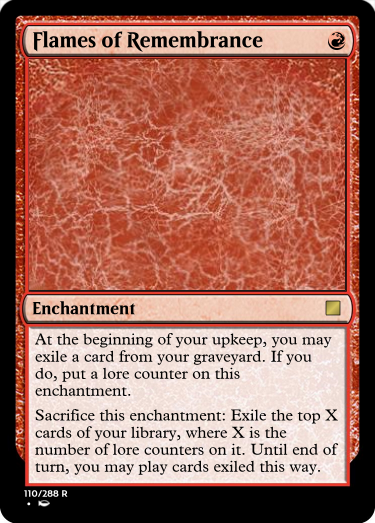 Flames of Remembrance
Enchantment
At the beginning of your upkeep, you may
exile a card from your graveyard. If you
do, put a lore counter on this
enchantment.
Sacrifice this enchantment: Exile the top X
cards of your library, where X is the
number of lore counters on it. Until end of
turn, you may play cards exiled this way.
110/288 R
•